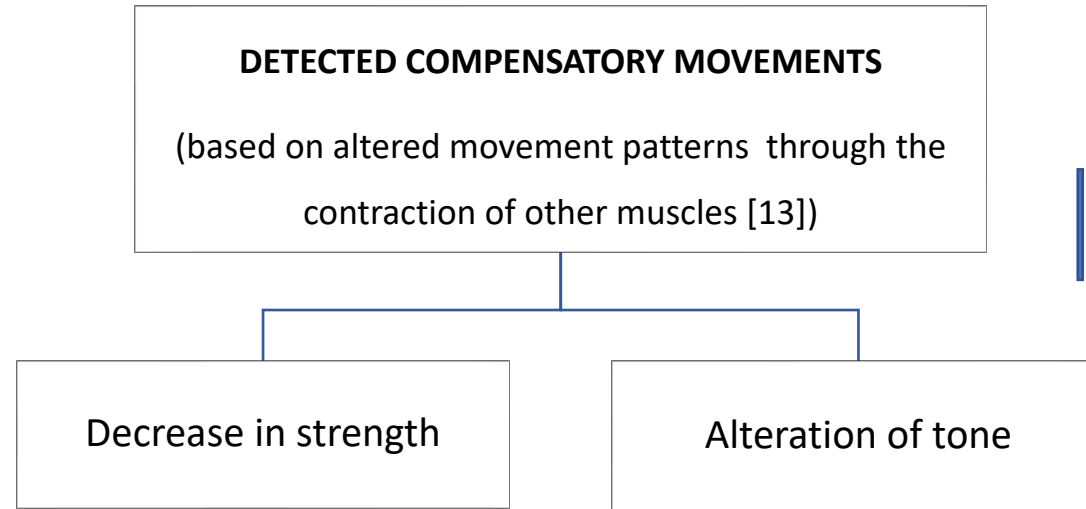 DETECTED COMPENSATORY MOVEMENTS
(based on altered movement patterns through the
contraction of other muscles [13])
Decrease in strength
Alteration of tone